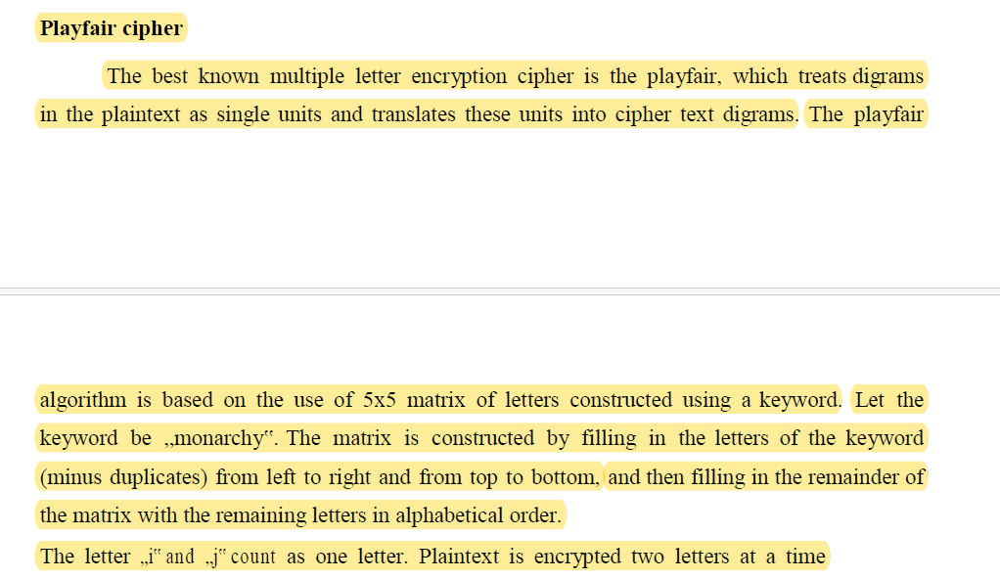 Playfair cipher
The best known multiple letter encryption cipher is the playfair, which treats digrams
in the plaintext as single units and translates these units into cipher text digrams. The playfair
algorithm is based on the use of 5x5 matrix of letters constructed using a keyword. Let the
keyword be „monarchy‟. The matrix is constructed by filling in the letters of the keyword
(minus duplicates) from left to right and from top to bottom, and then filling in the remainder of
the matrix with the remaining letters in alphabetical order.
The letter „i‟ and „j‟ count as one letter. Plaintext is encrypted two letters at a time